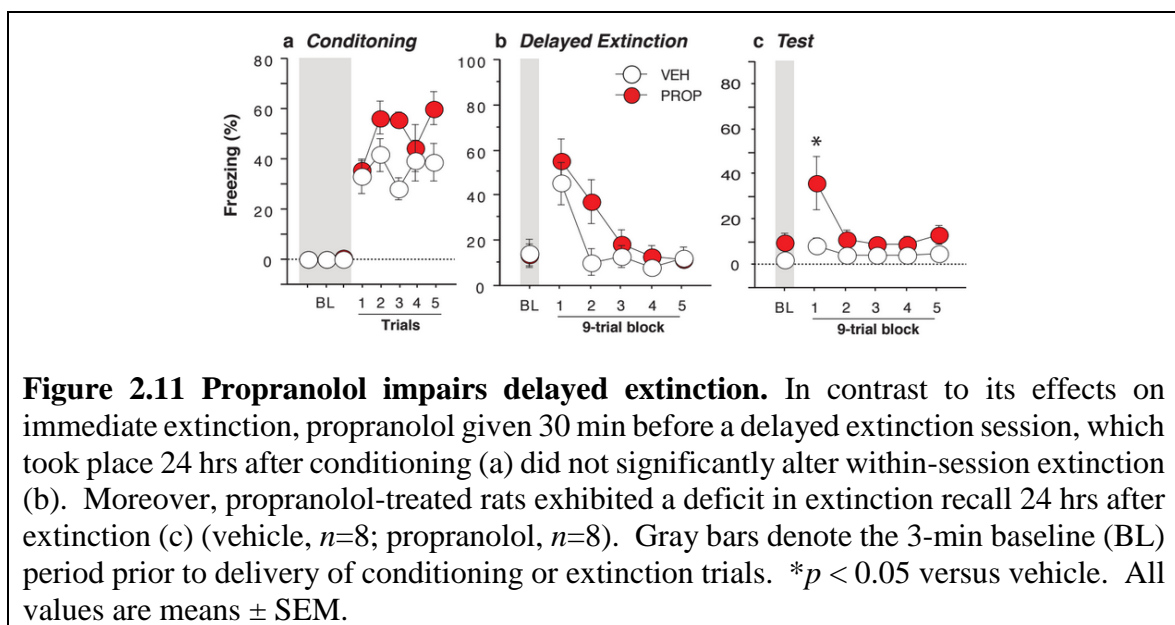 a Conditoning b Delayed Extinction c Test
80 100
60 80 80
VEH
PROP
60 60
40 *
40 40
20
20 20
0
0 0
Freezing (%)
BL 1 2 3 4 5 BL 1 2 3 4 5 BL 1 2 3 4 5
Trials 9-trial block 9-trial block
Figure 2.11 Propranolol impairs delayed extinction. In contrast to its effects on
immediate extinction, propranolol given 30 min before a delayed extinction session, which
took place 24 hrs after conditioning (a) did not significantly alter within-session extinction
(b). Moreover, propranolol-treated rats exhibited a deficit in extinction recall 24 hrs after
extinction (c) (vehicle, n=8; propranolol, n=8). Gray bars denote the 3-min baseline (BL)
period prior to delivery of conditioning or extinction trials. *p < 0.05 versus vehicle. All
values are means ± SEM.